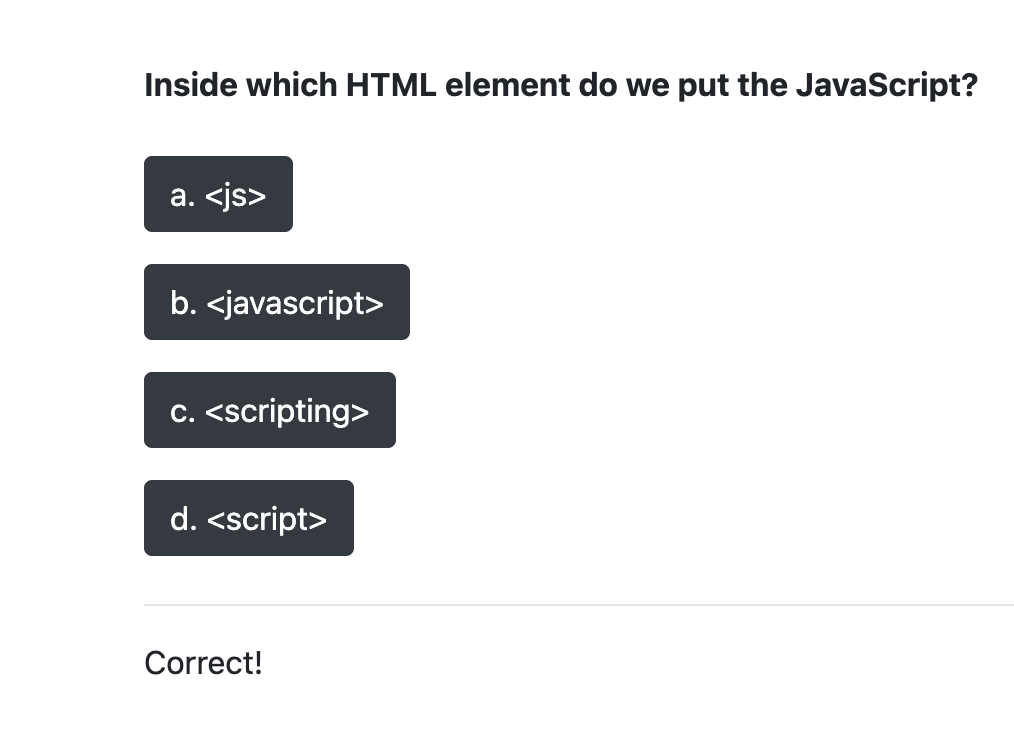 Inside which HTML element do we put the JavaScript?
a. <js>
b. <javascript>
c. <scripting>
d. <script>
Correct!